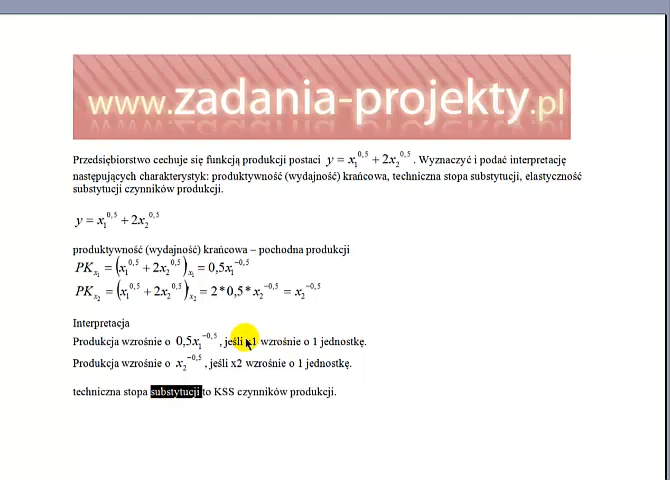 www.zadania-projekty.pl
Przedsiębiorstwo cechuje się funkcją produkcji postaci y = x₁^0,5 + 2x₂^0,5 . Wyznaczyć i podać interpretację
następujących charakterystyk: produktywność (wydajność) krańcowa, techniczna stopa substytucji, elastyczność
substytucji czynników produkcji.
y = x₁^0,5 + 2x₂^0,5
produktywność (wydajność) krańcowa – pochodna produkcji
PK_x₁ = (x₁^0,5 + 2x₂^0,5)_x₁ = 0,5x₁^-0,5
PK_x₂ = (x₁^0,5 + 2x₂^0,5)_x₂ = 2*0,5*x₂^-0,5 = x₂^-0,5
Interpretacja
Produkcja wzrośnie o 0,5x₁^-0,5 , jeśli x1 wzrośnie o 1 jednostkę.
Produkcja wzrośnie o x₂^-0,5 , jeśli x2 wzrośnie o 1 jednostkę.
techniczna stopa substytucji to KSS czynników produkcji.